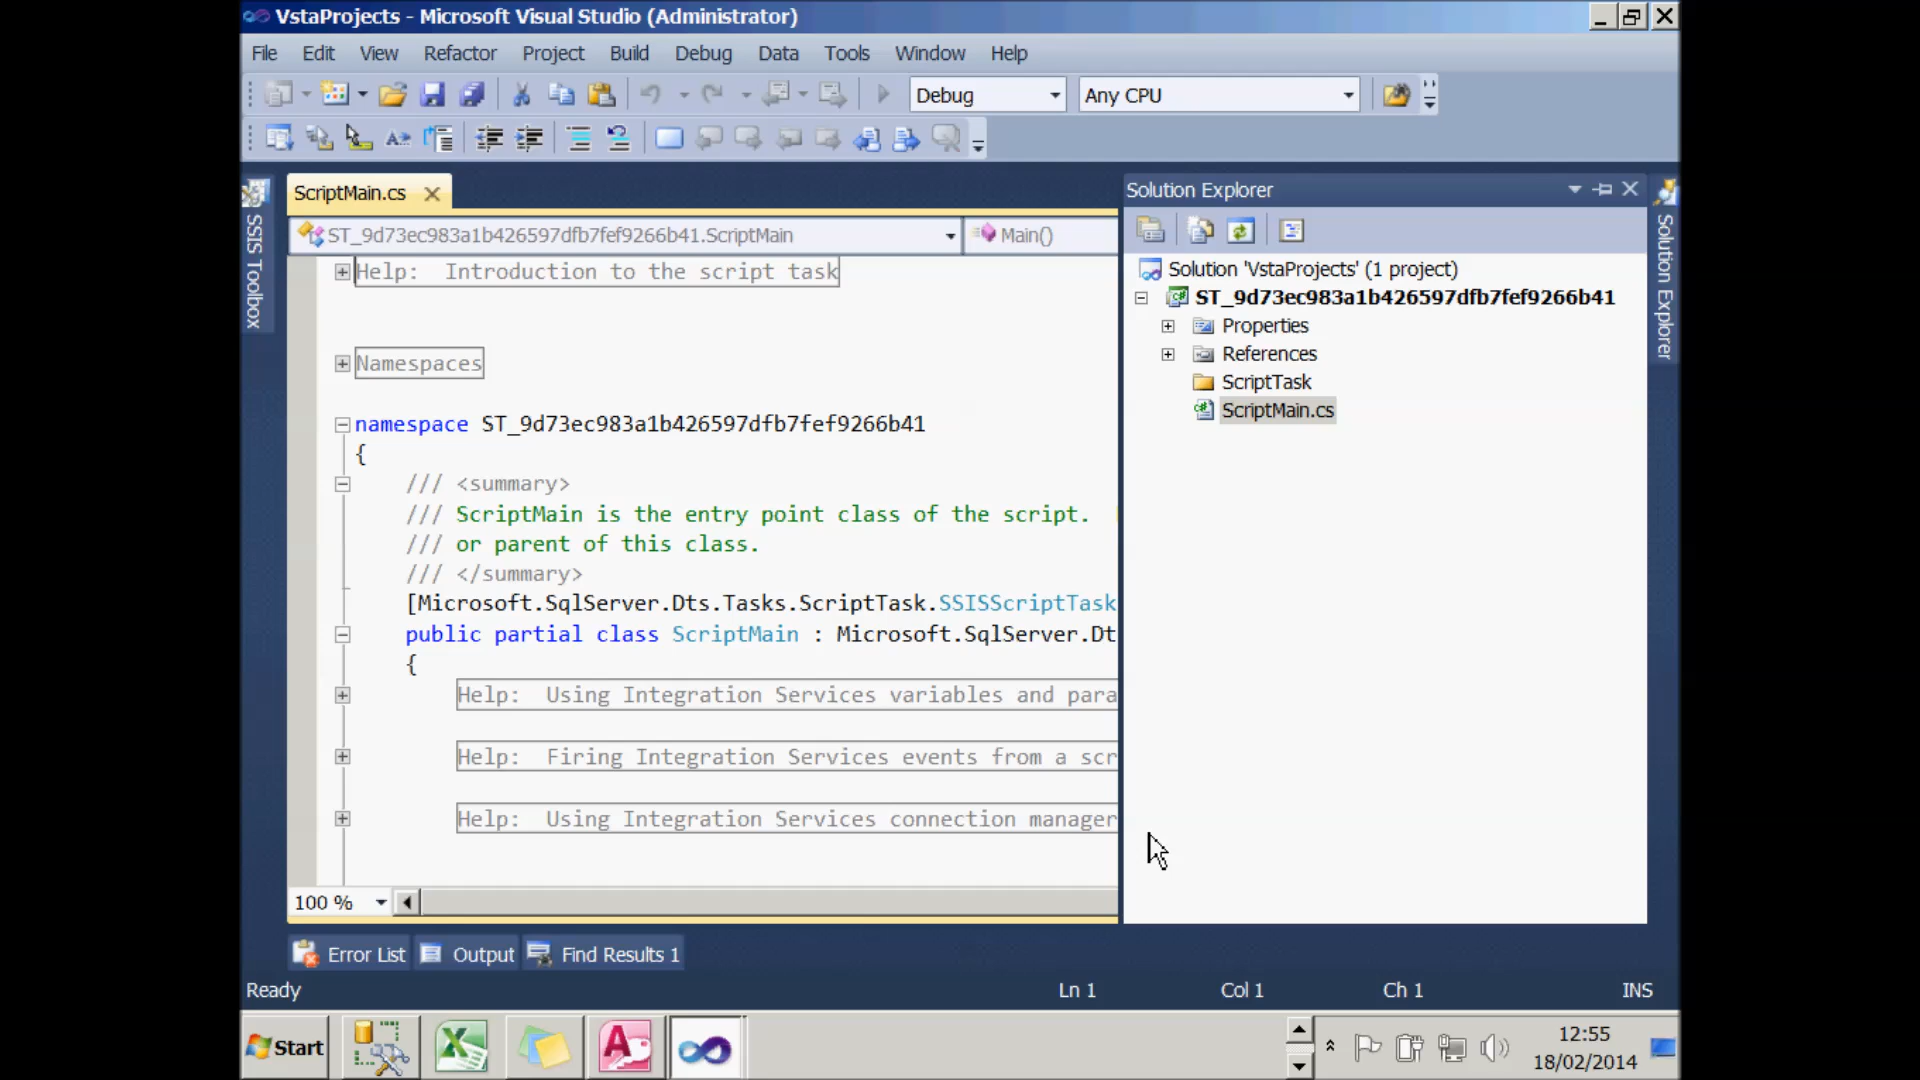 VstaProjects - Microsoft Visual Studio (Administrator)
File Edit View Refactor Project Build Debug Data Tools Window Help
Debug Any CPU
SSIS Toolbox
ScriptMain.cs
ST_9d73ec983a1b426597dfb7fef9266b41.ScriptMain
Main()
Help: Introduction to the script task
Namespaces
namespace ST_9d73ec983a1b426597dfb7fef9266b41
{
/// <summary>
/// ScriptMain is the entry point class of the script.
/// or parent of this class.
/// </summary>
[Microsoft.SqlServer.Dts.Tasks.ScriptTask.SSISScriptTask
public partial class ScriptMain : Microsoft.SqlServer.Dt
{
Help: Using Integration Services variables and para
Help: Firing Integration Services events from a scr
Help: Using Integration Services connection manager
100 %
Solution Explorer
Solution 'VstaProjects' (1 project)
ST_9d73ec983a1b426597dfb7fef9266b41
Properties
References
ScriptTask
ScriptMain.cs
Solution Explorer
Error List Output Find Results 1
Ready Ln 1 Col 1 Ch 1 INS
Start
12:55
18/02/2014